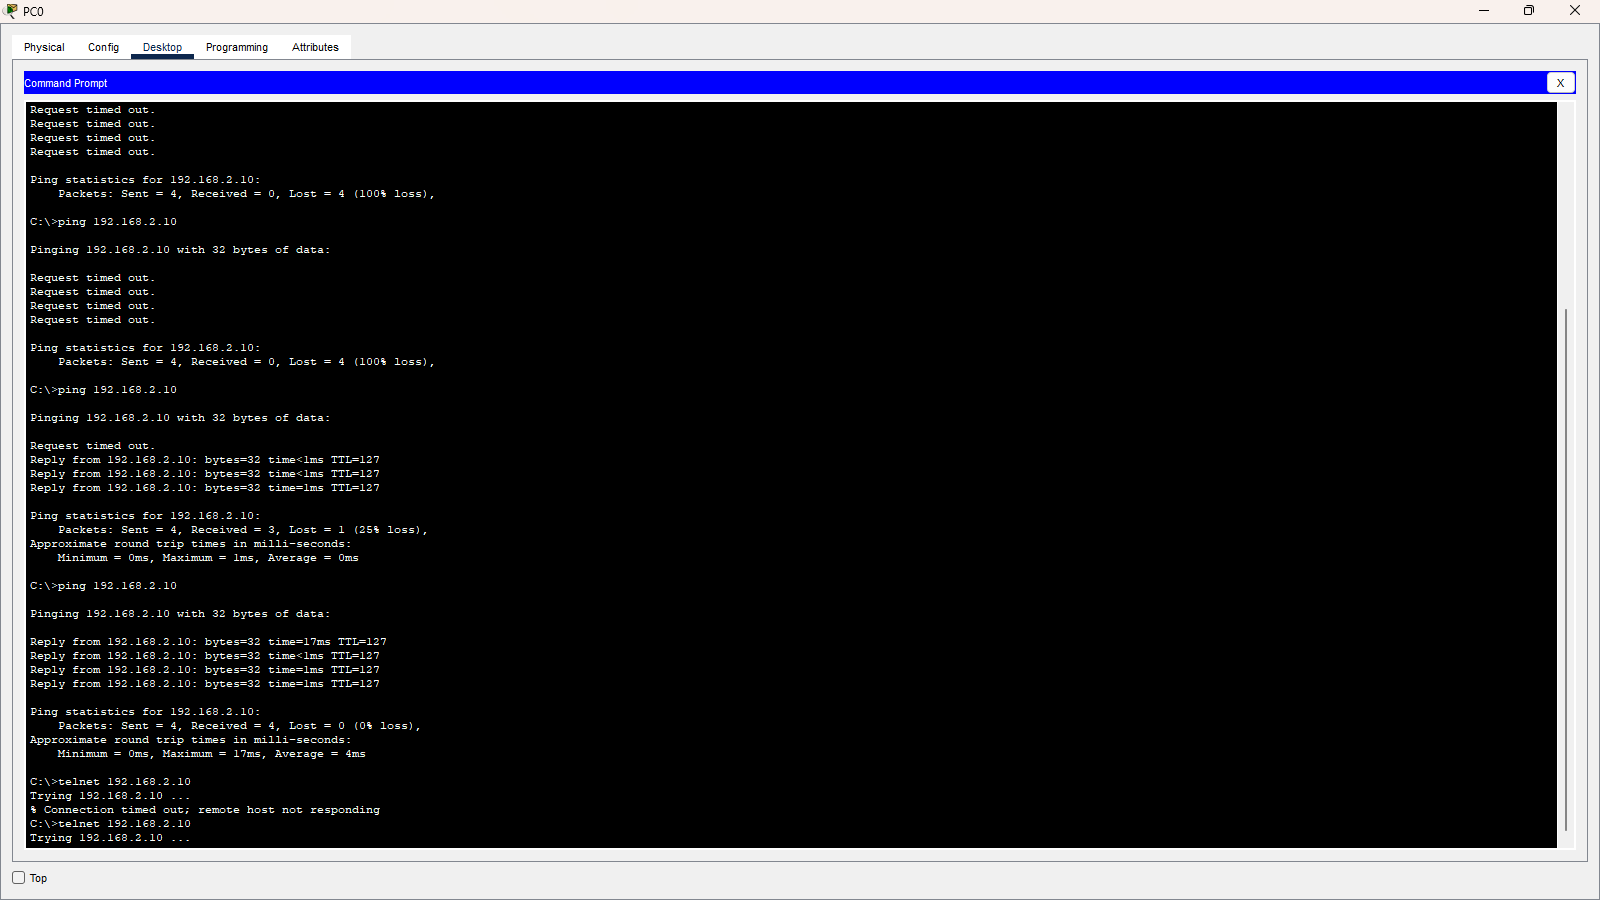 PC0
Physical Config Desktop Programming Attributes
Command Prompt X
Request timed out.
Request timed out.
Request timed out.
Request timed out.
Ping statistics for 192.168.2.10:
Packets: Sent = 4, Received = 0, Lost = 4 (100% loss),
C:\>ping 192.168.2.10
Pinging 192.168.2.10 with 32 bytes of data:
Request timed out.
Request timed out.
Request timed out.
Request timed out.
Ping statistics for 192.168.2.10:
Packets: Sent = 4, Received = 0, Lost = 4 (100% loss),
C:\>ping 192.168.2.10
Pinging 192.168.2.10 with 32 bytes of data:
Request timed out.
Reply from 192.168.2.10: bytes=32 time<1ms TTL=127
Reply from 192.168.2.10: bytes=32 time<1ms TTL=127
Reply from 192.168.2.10: bytes=32 time=1ms TTL=127
Ping statistics for 192.168.2.10:
Packets: Sent = 4, Received = 3, Lost = 1 (25% loss),
Approximate round trip times in milli-seconds:
Minimum = 0ms, Maximum = 1ms, Average = 0ms
C:\>ping 192.168.2.10
Pinging 192.168.2.10 with 32 bytes of data:
Reply from 192.168.2.10: bytes=32 time=17ms TTL=127
Reply from 192.168.2.10: bytes=32 time<1ms TTL=127
Reply from 192.168.2.10: bytes=32 time=1ms TTL=127
Reply from 192.168.2.10: bytes=32 time=1ms TTL=127
Ping statistics for 192.168.2.10:
Packets: Sent = 4, Received = 4, Lost = 0 (0% loss),
Approximate round trip times in milli-seconds:
Minimum = 0ms, Maximum = 17ms, Average = 4ms
C:\>telnet 192.168.2.10
Trying 192.168.2.10 ...
% Connection timed out; remote host not responding
C:\>telnet 192.168.2.10
Trying 192.168.2.10 ...
Top